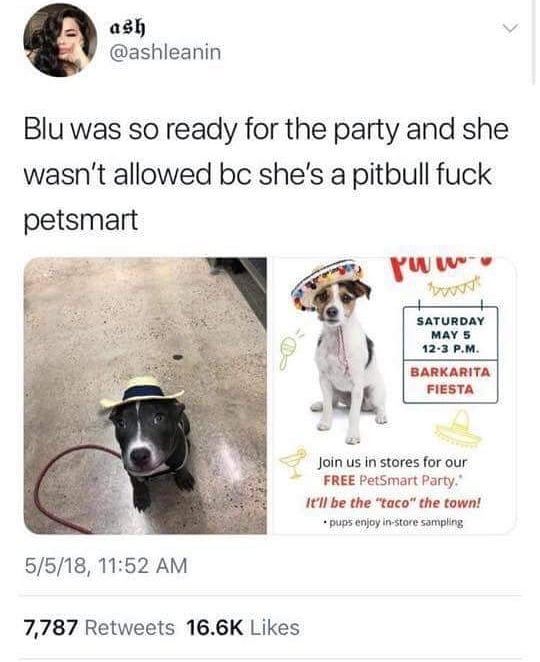 ash
@ashleanin
Blu was so ready for the party and she
wasn't allowed bc she's a pitbull fuck
petsmart
SATURDAY
MAY 5
12-3 P.M.
BARKARITA
FIESTA
Join us in stores for our
FREE PetSmart Party.*
It'll be the "taco" the town!
• pups enjoy in-store sampling
5/5/18, 11:52 AM
7,787 Retweets 16.6K Likes